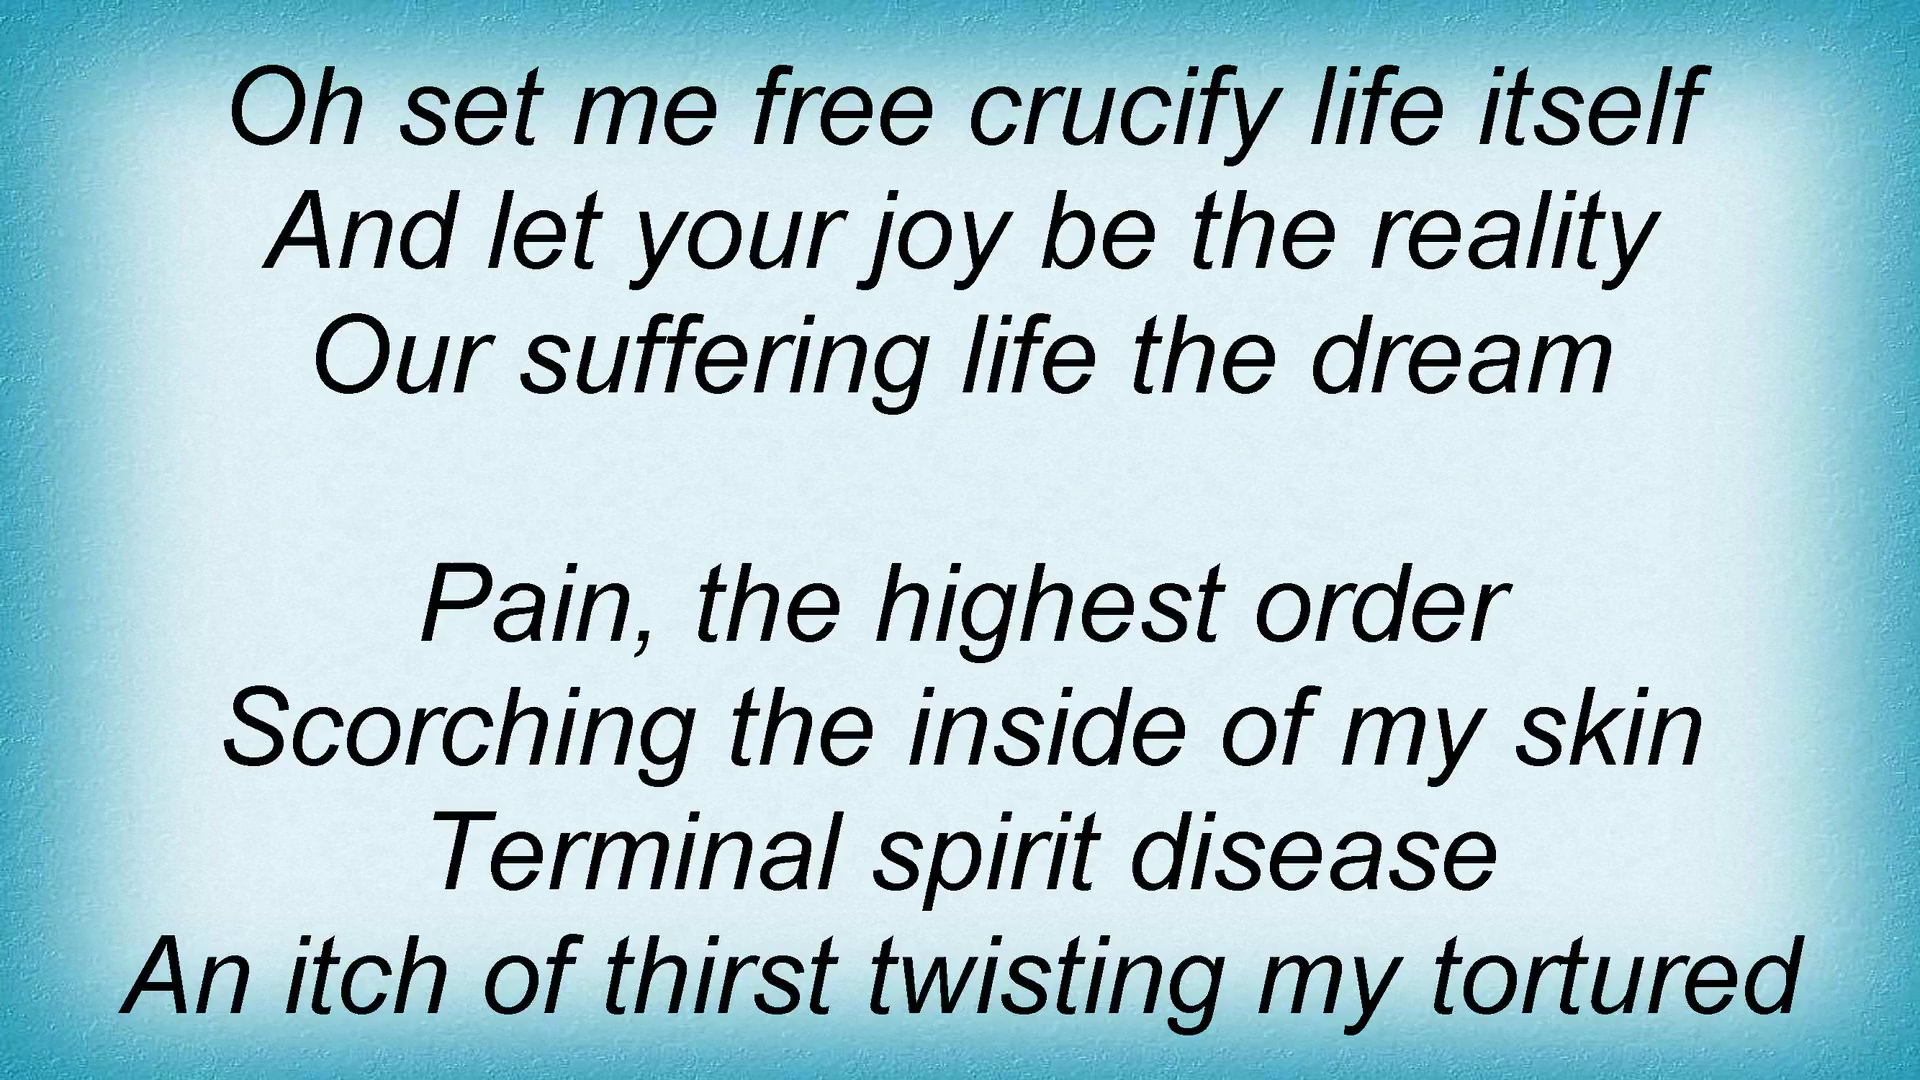 Oh set me free crucify life itself
And let your joy be the reality
Our suffering life the dream
Pain, the highest order
Scorching the inside of my skin
Terminal spirit disease
An itch of thirst twisting my tortured